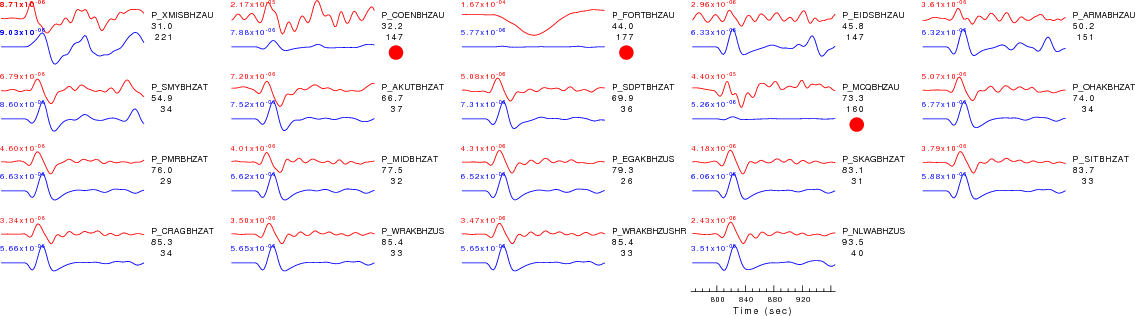 8.71x10-06 P_XMISBHZAU
31.0
9.03x10-06 221
2.17x10-05 P_COENBHZAU
32.2
7.88x10-06 147
1.67x10-04 P_FORTBHZAU
44.0
5.77x10-06 177
2.96x10-06 P_EIDSBHZAU
45.8
6.33x10-06 147
3.61x10-06 P_ARMABHZAU
50.2
6.32x10-06 151
6.79x10-06 P_SMYBHZAT
54.9
8.60x10-06 34
7.20x10-06 P_AKUTBHZAT
66.7
7.52x10-06 37
5.08x10-06 P_SDPTBHZAT
69.9
7.31x10-06 36
4.40x10-05 P_MCQBHZAU
73.3
5.26x10-06 160
5.07x10-06 P_OHAKBHZAT
74.0
6.77x10-06 34
4.60x10-06 P_PMRBHZAT
76.0
6.63x10-06 29
4.01x10-06 P_MIDBHZAT
77.5
6.62x10-06 32
4.31x10-06 P_EGAKBHZUS
79.3
6.52x10-06 26
4.18x10-06 P_SKAGBHZAT
83.1
6.06x10-06 31
3.79x10-06 P_SITBHZAT
83.7
5.88x10-06 33
3.34x10-06 P_CRAGBHZAT
85.3
5.66x10-06 34
3.50x10-06 P_WRAKBHZUS
85.4
5.65x10-06 33
3.47x10-06 P_WRAKBHZUSHR
85.4
5.65x10-06 33
2.43x10-06 P_NLWABHZUS
93.5
3.51x10-06 40
800 840 880 920
Time (sec)